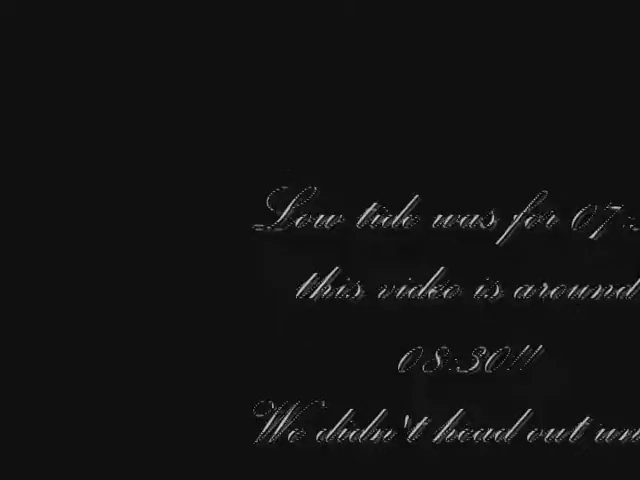 Low tide was for 07:
this video is around
08:30!!
We didn't head out